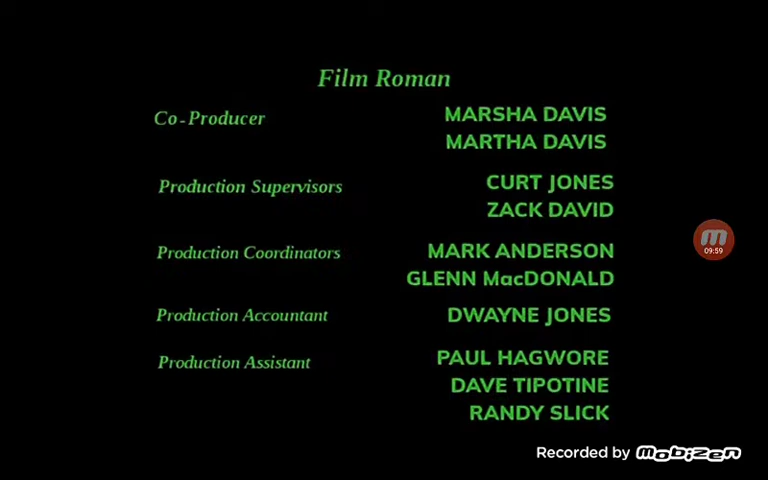 Film Roman
Co-Producer MARSHA DAVIS
MARTHA DAVIS
Production Supervisors CURT JONES
ZACK DAVID
Production Coordinators MARK ANDERSON
GLENN MacDONALD
Production Accountant DWAYNE JONES
Production Assistant PAUL HAGWORE
DAVE TIPOTINE
RANDY SLICK
09:59
Recorded by mobizen